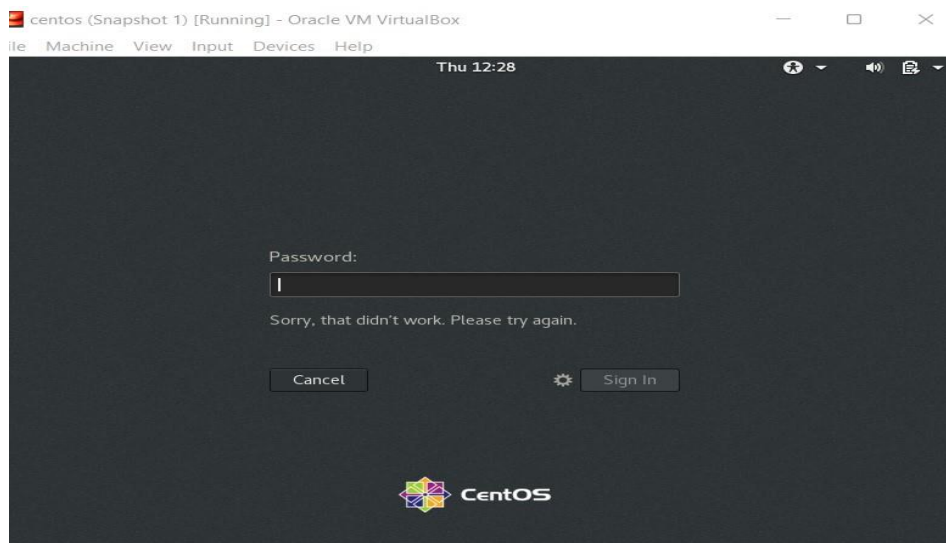 centos (Snapshot 1) [Running] - Oracle VM VirtualBox
ile Machine View Input Devices Help
Thu 12:28
Password:
Sorry, that didn't work. Please try again.
Cancel Sign In
CentOS